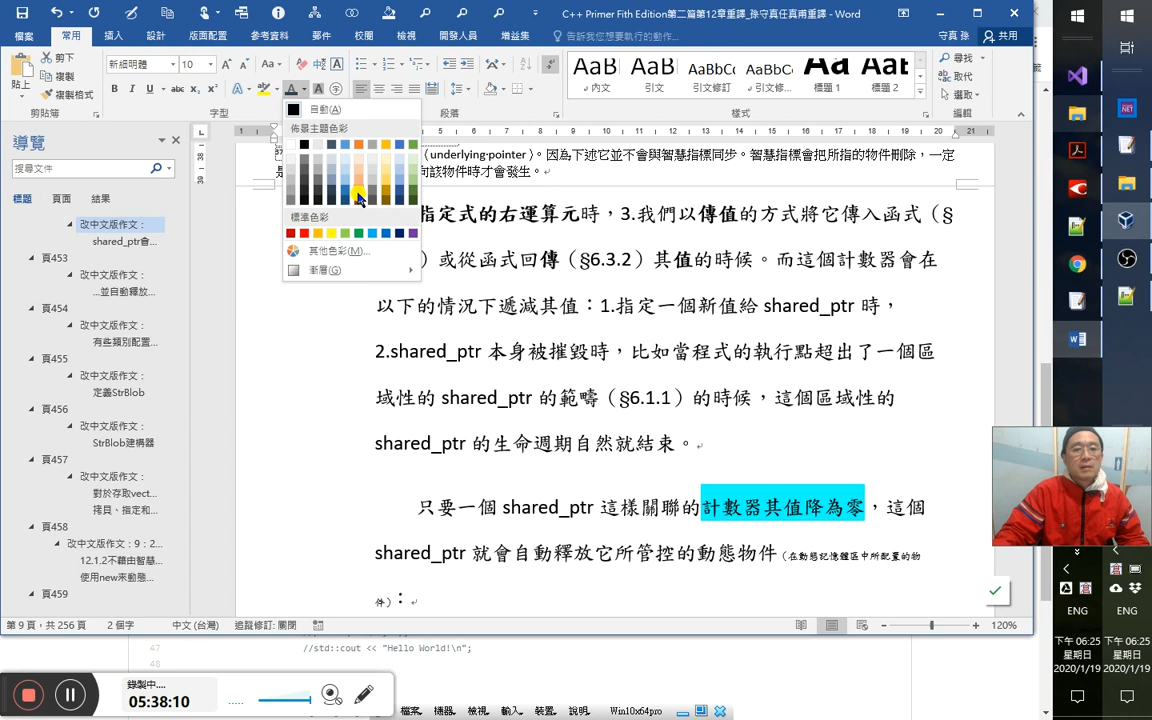 C++ Primer Fith Edition第二篇第12章重譯_孫守真任真甫重譯 - Word
檔案 常用 插入 設計 版面配置 參考資料 郵件 校閱 檢視 開發人員 增益集 告訴我您想要執行的動作... 守真 孫 共用
貼上 剪下 複製 複製格式
新細明體 10
AaB AaB AaBbC AaBbC Aa AaB
內文 引文 引文修訂 引文修... 標題 1 標題 2
尋找 取代 選取
剪貼簿 字型 段落 樣式 編輯
自動(A)
佈景主題色彩
標準色彩
其他色彩(M)...
漸層(G)
導覽
搜尋文件
標題 頁面 結果
改中文版作文：
shared_ptr會...
頁453
改中文版作文：
...並自動釋放...
頁454
改中文版作文：
有些類別配置...
頁455
改中文版作文：
定義StrBlob
頁456
改中文版作文：
StrBlob建構器
頁457
改中文版作文：
對於存取vect...
拷貝、指定和...
頁458
改中文版作文：9：2...
12.1.2不藉由智慧...
使用new來動態...
頁459
（underlying·pointer）。因為下述它並不會與智慧指標同步。智慧指標會把所指的物件刪除，一定
向該物件時才會發生。
指定式的右運算元時，3.我們以傳值的方式將它傳入函式（§
）或從函式回傳（§6.3.2）其值的時候。而這個計數器會在
以下的情況下遞減其值：1.指定一個新值給 shared_ptr 時，
2.shared_ptr 本身被摧毀時，比如當程式的執行點超出了一個區
域性的 shared_ptr 的範疇（§6.1.1）的時候，這個區域性的
shared_ptr 的生命週期自然就結束。
只要一個 shared_ptr 這樣關聯的計數器其值降為零，這個
shared_ptr 就會自動釋放它所管控的動態物件（在動態記憶體區中所配置的物
件）：
第 9 頁，共 256 頁 2 個字 中文 (台灣) 追蹤修訂: 關閉 120%
47 //std::cout << "Hello World!\n";
48
錄製中....
05:38:10
檔案. 機器. 檢視. 輸入. 裝置. 說明. Win10x64pro
ENG ENG
下午 06:25 下午 06:25
星期日 星期日
2020/1/19 2020/1/19